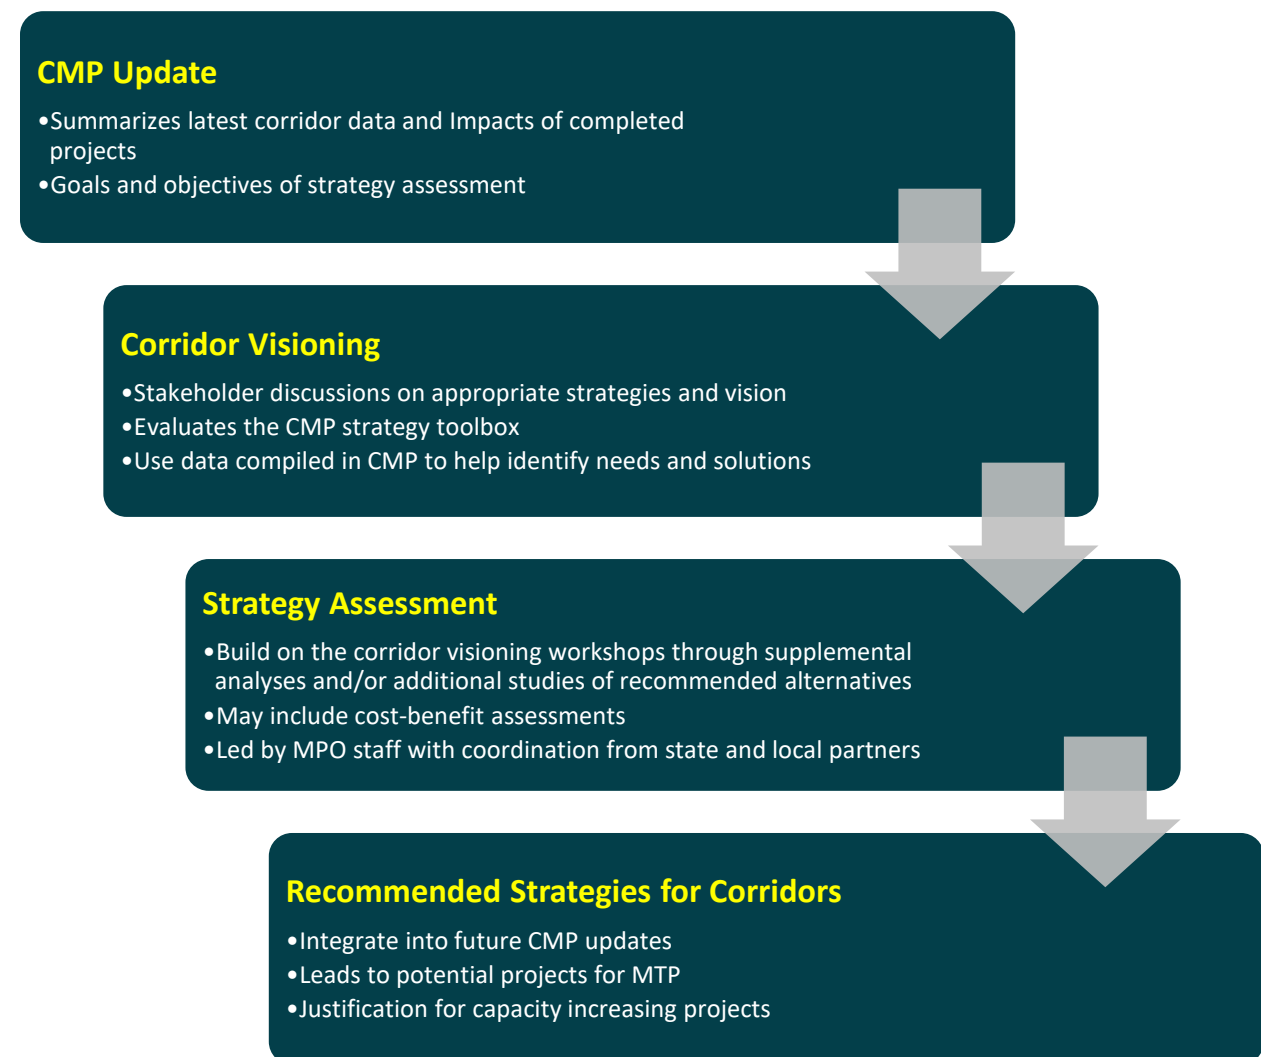 CMP Update
•Summarizes latest corridor data and Impacts of completed
projects
•Goals and objectives of strategy assessment
Corridor Visioning
•Stakeholder discussions on appropriate strategies and vision
•Evaluates the CMP strategy toolbox
•Use data compiled in CMP to help identify needs and solutions
Strategy Assessment
•Build on the corridor visioning workshops through supplemental
analyses and/or additional studies of recommended alternatives
•May include cost-benefit assessments
•Led by MPO staff with coordination from state and local partners
Recommended Strategies for Corridors
•Integrate into future CMP updates
•Leads to potential projects for MTP
•Justification for capacity increasing projects